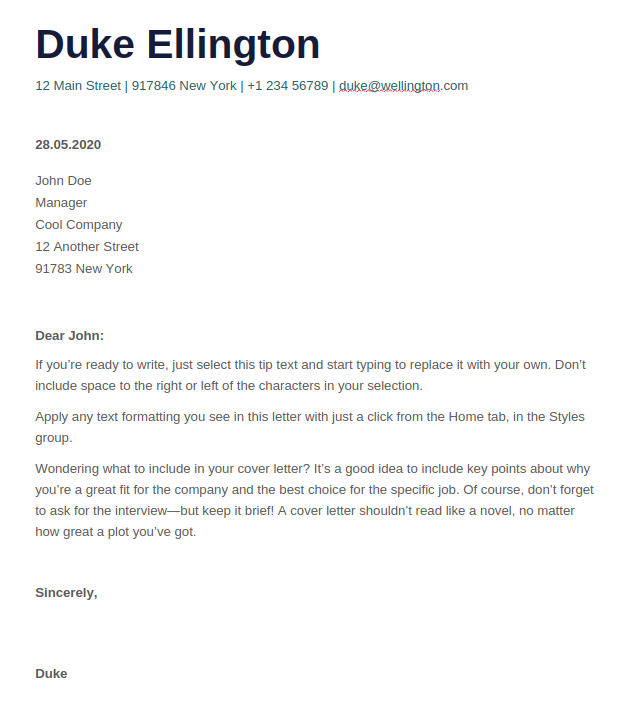 Duke Ellington
12 Main Street | 917846 New York | +1 234 56789 | duke@wellington.com
28.05.2020
John Doe
Manager
Cool Company
12 Another Street
91783 New York
Dear John:
If you’re ready to write, just select this tip text and start typing to replace it with your own. Don’t
include space to the right or left of the characters in your selection.
Apply any text formatting you see in this letter with just a click from the Home tab, in the Styles
group.
Wondering what to include in your cover letter? It’s a good idea to include key points about why
you’re a great fit for the company and the best choice for the specific job. Of course, don’t forget
to ask for the interview—but keep it brief! A cover letter shouldn’t read like a novel, no matter
how great a plot you’ve got.
Sincerely,
Duke